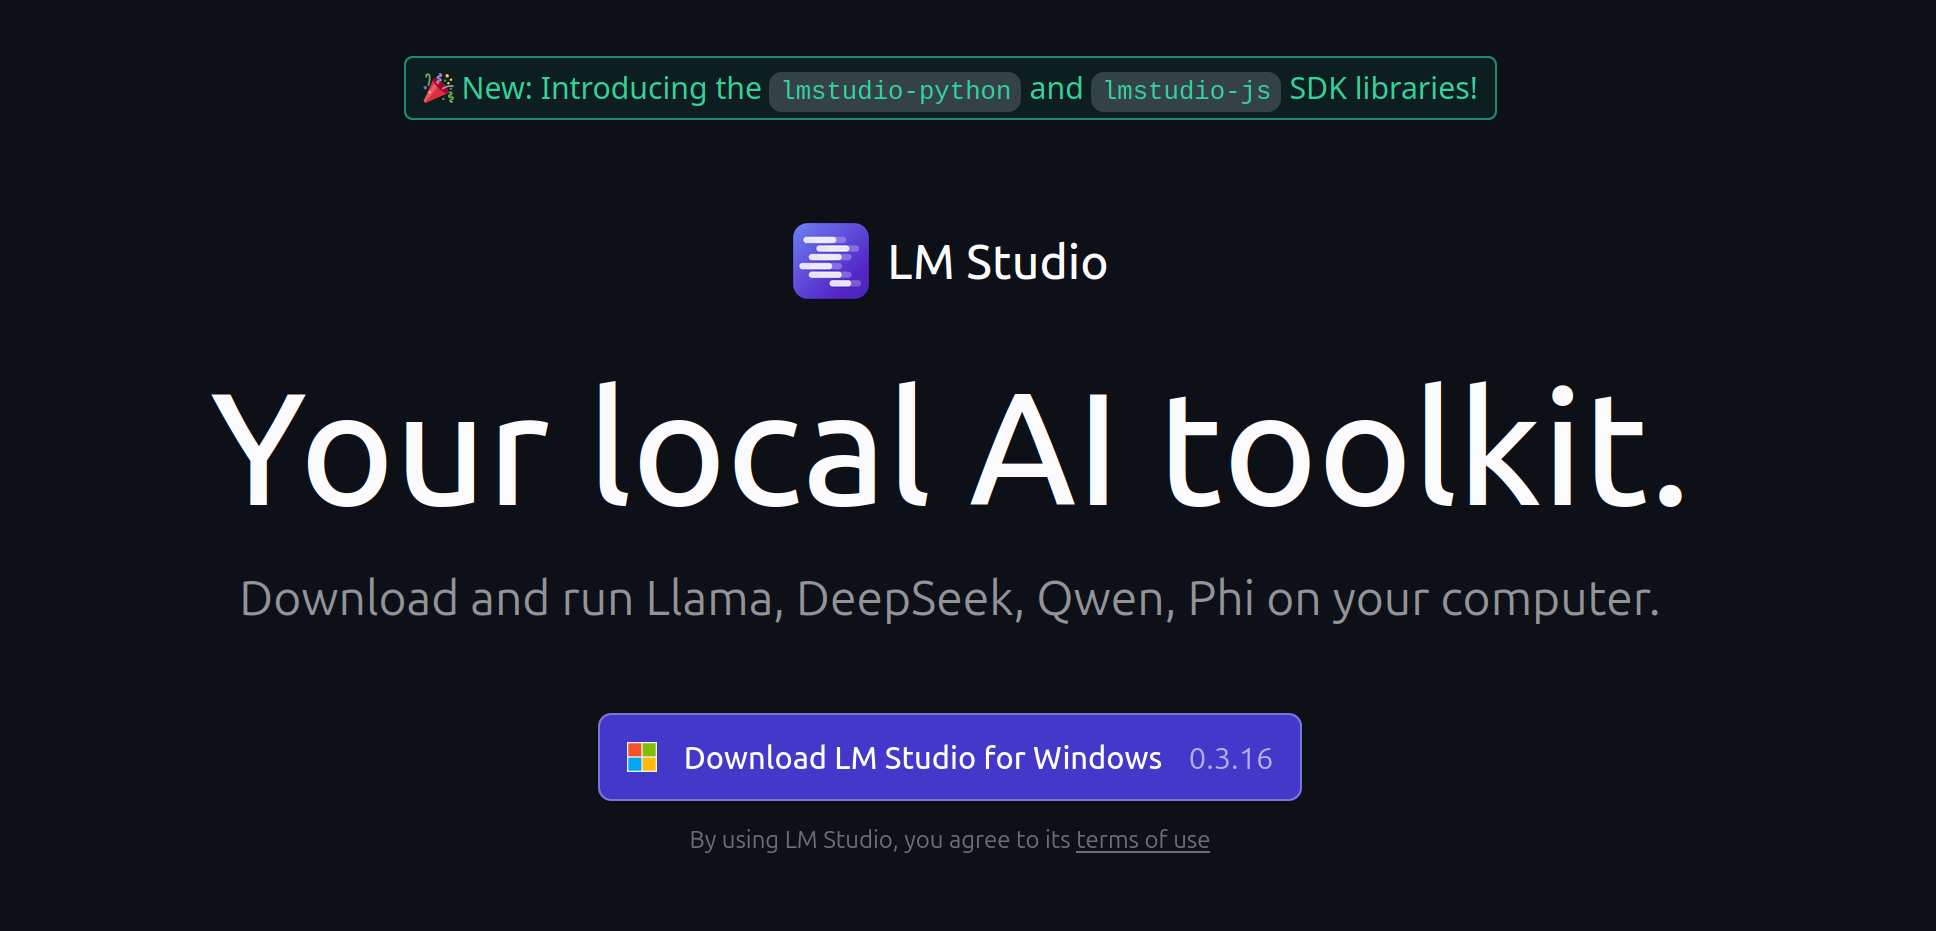 New: Introducing the lmstudio-python and lmstudio-js SDK libraries!
LM Studio
Your local AI toolkit.
Download and run Llama, DeepSeek, Qwen, Phi on your computer.
Download LM Studio for Windows 0.3.16
By using LM Studio, you agree to its terms of use